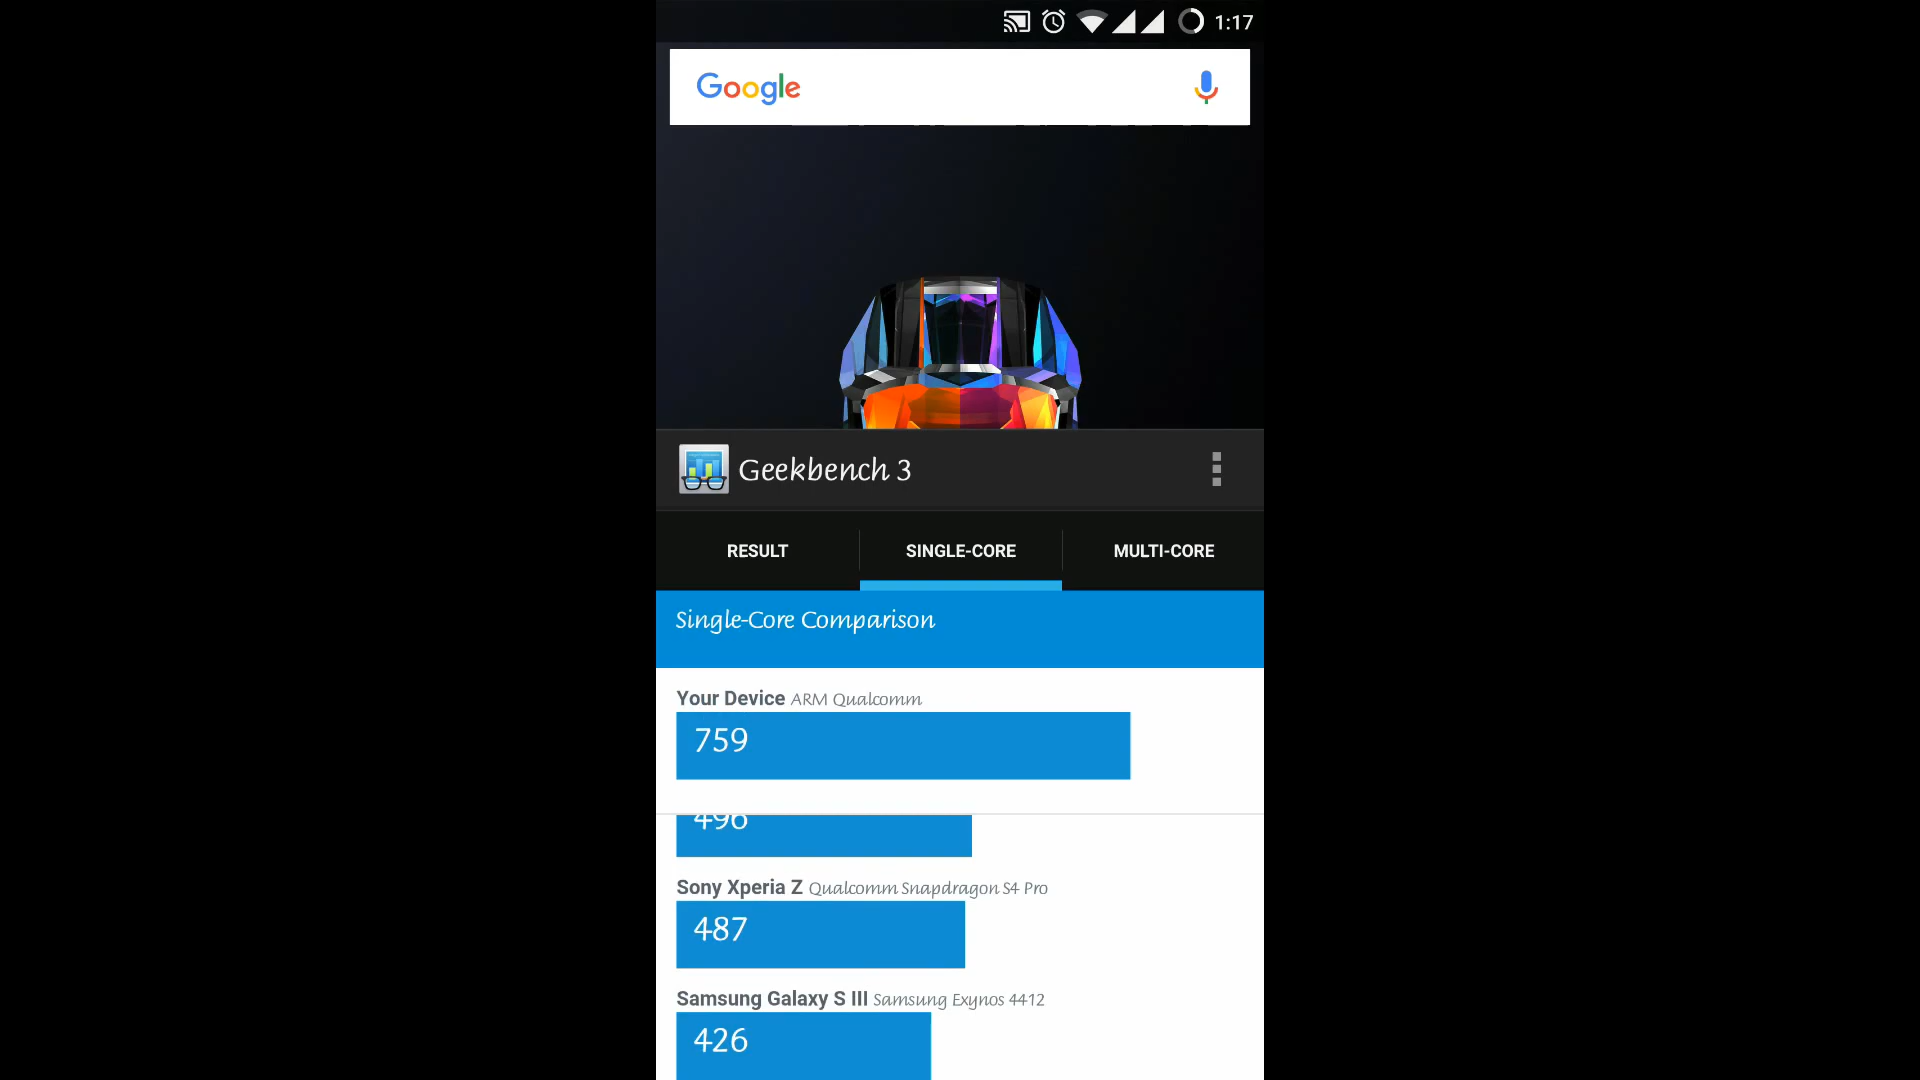 1:17
Google
Geekbench 3
RESULT SINGLE-CORE MULTI-CORE
Single-Core Comparison
Your Device ARM Qualcomm
759
496
Sony Xperia Z Qualcomm Snapdragon S4 Pro
487
Samsung Galaxy S III Samsung Exynos 4412
426